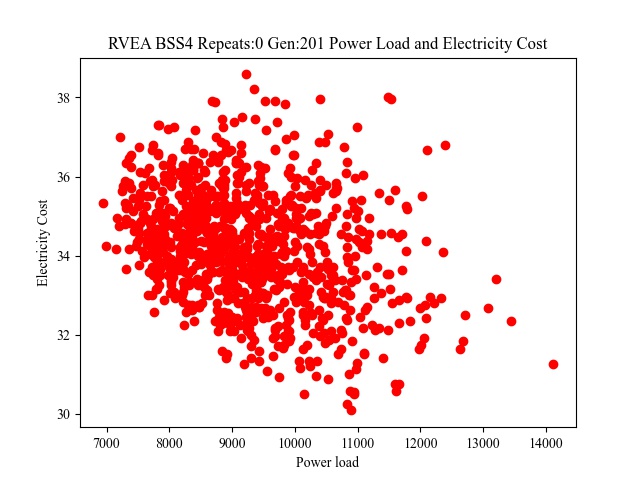 RVEA BSS4 Repeats:0 Gen:201 Power Load and Electricity Cost
38
36
34
32
30
Electricity Cost
7000 8000 9000 10000 11000 12000 13000 14000
Power load